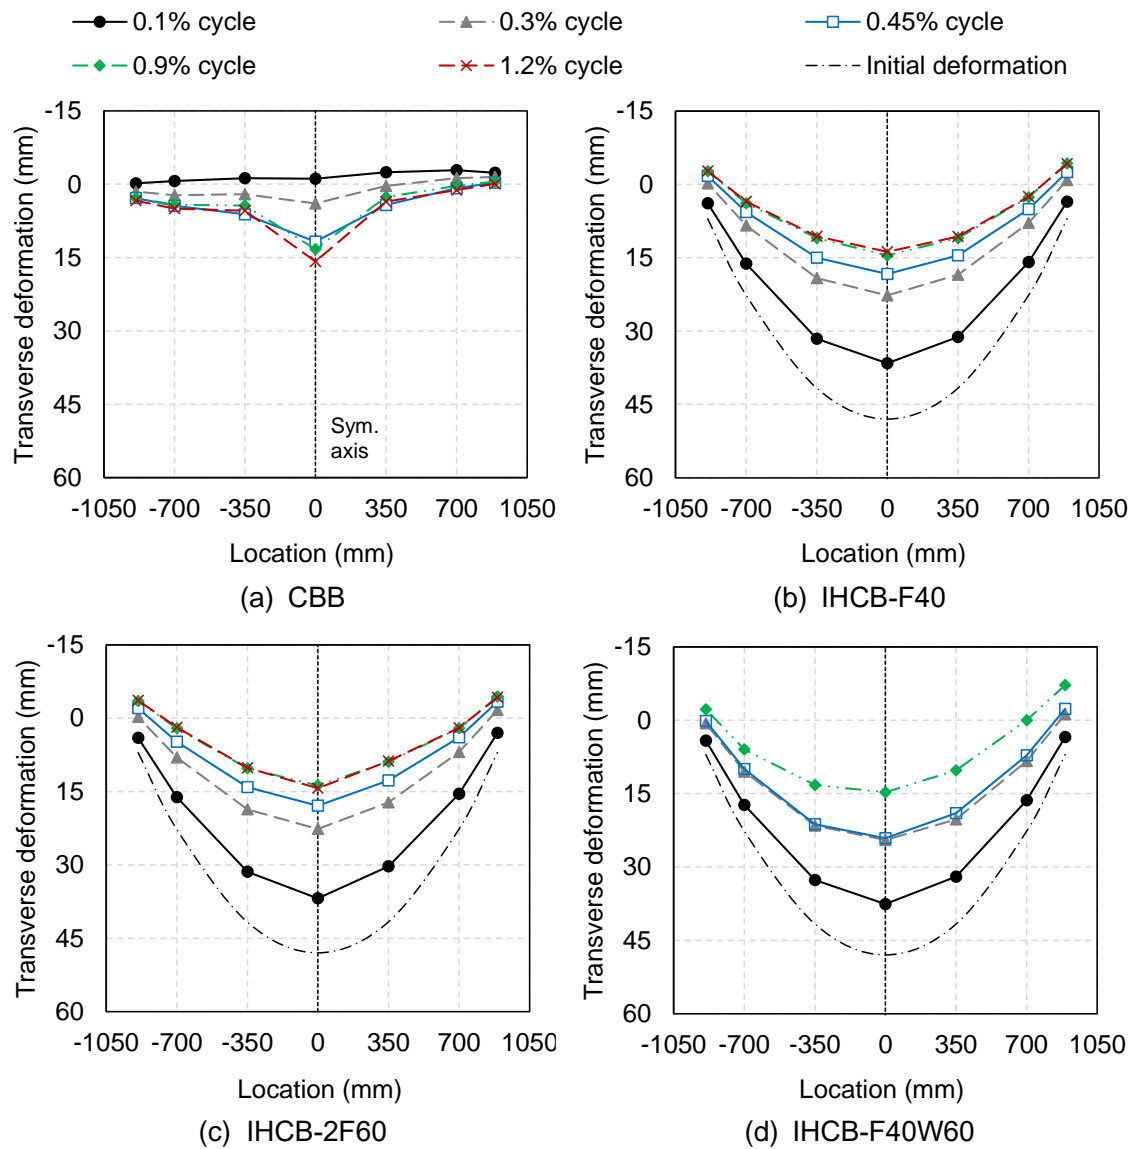 0.1% cycle 0.3% cycle 0.45% cycle
0.9% cycle 1.2% cycle Initial deformation
Transverse deformation (mm)
-15
0
15
30
45
60
Sym.
axis
-1050 -700 -350 0 350 700 1050
Location (mm)
(a) CBB
Transverse deformation (mm)
-15
0
15
30
45
60
-1050 -700 -350 0 350 700 1050
Location (mm)
(b) IHCB-F40
Transverse deformation (mm)
-15
0
15
30
45
60
-1050 -700 -350 0 350 700 1050
Location (mm)
(c) IHCB-2F60
Transverse deformation (mm)
-15
0
15
30
45
60
-1050 -700 -350 0 350 700 1050
Location (mm)
(d) IHCB-F40W60